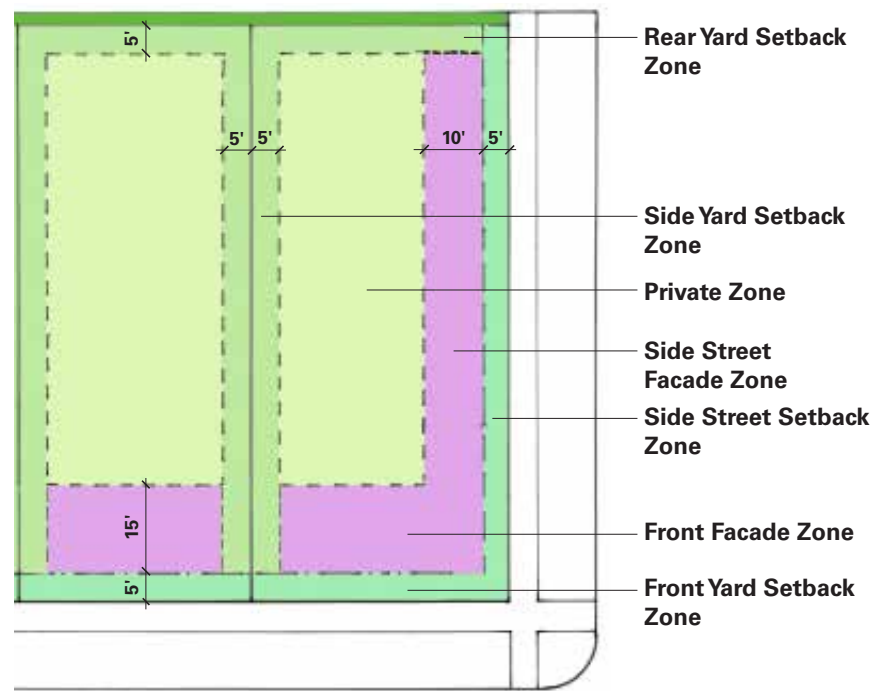 5'
Rear Yard Setback
Zone
5' 5' 10' 5'
Side Yard Setback
Zone
Private Zone
Side Street
Facade Zone
Side Street Setback
Zone
15'
Front Facade Zone
5'
Front Yard Setback
Zone